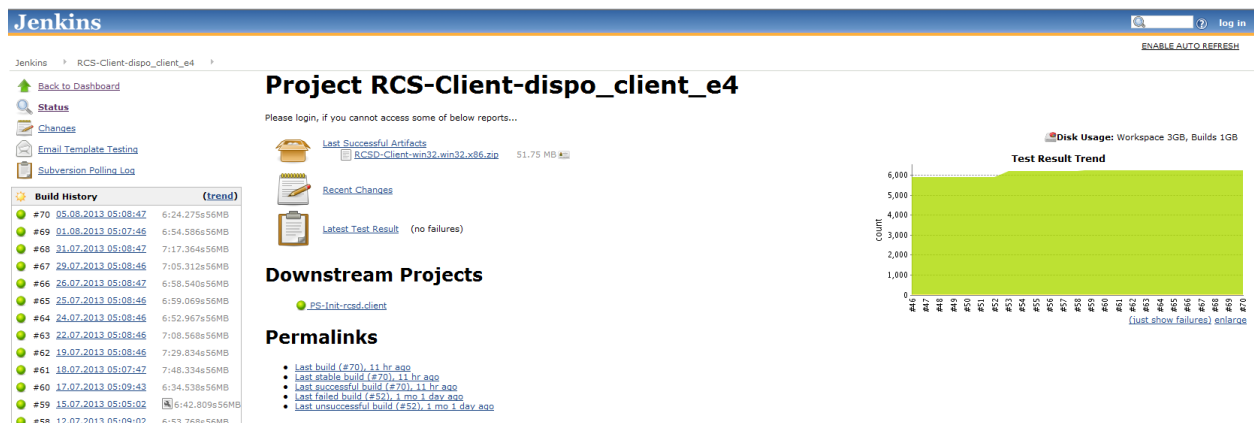 Jenkins
log in
ENABLE AUTO REFRESH
Jenkins
RCS-Client-dispo_client_e4
Back to Dashboard
Status
Changes
Email Template Testing
Subversion Polling Log
Build History (trend)
#70 05.08.2013 05:08:47 6:24.275s56MB
#69 01.08.2013 05:07:46 6:54.586s56MB
#68 31.07.2013 05:08:47 7:17.364s56MB
#67 29.07.2013 05:08:46 7:05.312s56MB
#66 26.07.2013 05:08:47 6:58.540s56MB
#65 25.07.2013 05:08:46 6:59.069s56MB
#64 24.07.2013 05:08:46 6:52.967s56MB
#63 22.07.2013 05:08:46 7:08.568s56MB
#62 19.07.2013 05:08:46 7:29.834s56MB
#61 18.07.2013 05:07:47 7:48.334s56MB
#60 17.07.2013 05:09:43 6:34.538s56MB
#59 15.07.2013 05:05:02 6:42.809s56MB
#58 12.07.2013 05:09:02 6:53.768s56MB
Project RCS-Client-dispo_client_e4
Please login, if you cannot access some of below reports...
Last Successful Artifacts
RCSD-Client-win32.win32.x86.zip 51.75 MB
Recent Changes
Latest Test Result (no failures)
Downstream Projects
PS-Init-rcsd.client
Permalinks
Last build (#70), 11 hr ago
Last stable build (#70), 11 hr ago
Last successful build (#70), 11 hr ago
Last failed build (#52), 1 mo 1 day ago
Last unsuccessful build (#52), 1 mo 1 day ago
Disk Usage: Workspace 3GB, Builds 1GB
Test Result Trend
count
6,000
5,000
4,000
3,000
2,000
1,000
0
#46
#47
#48
#49
#50
#51
#52
#53
#54
#55
#56
#57
#58
#59
#60
#61
#62
#63
#64
#65
#66
#67
#68
#69
#70
(just show failures) enlarge